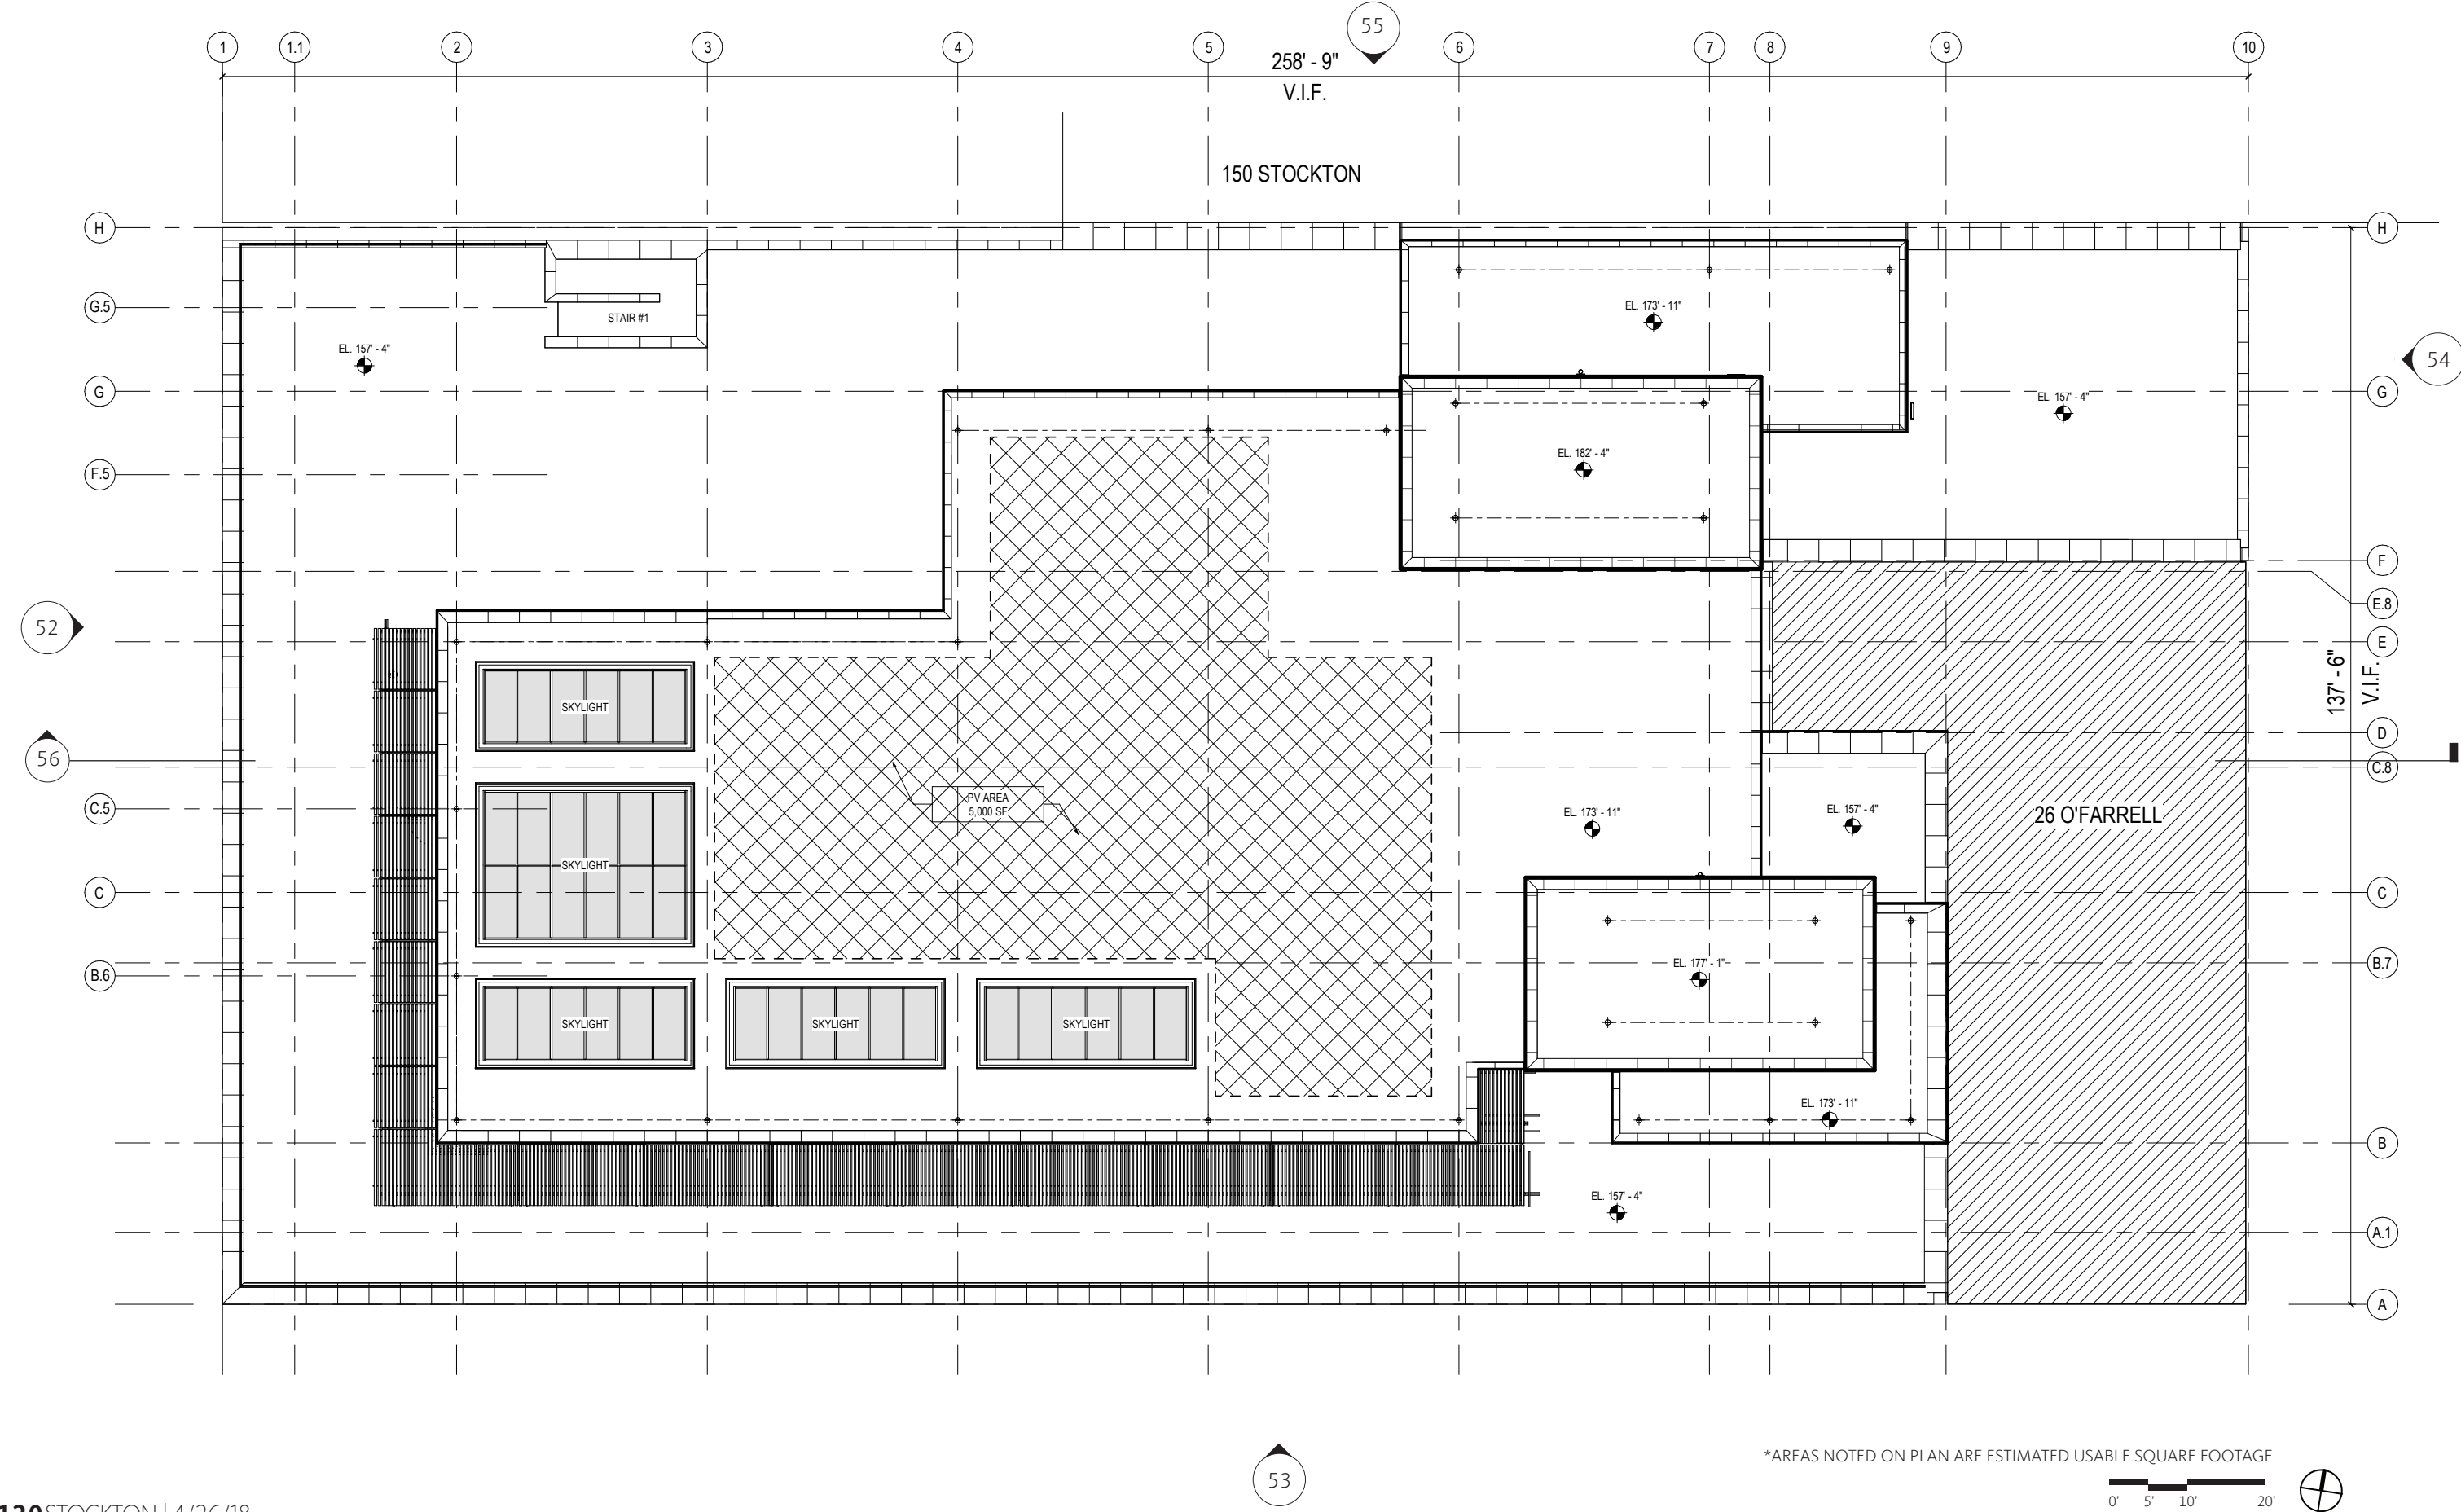 55
1
1.1
2
3
4
5
6
7
8
9
10
258' - 9"
V.I.F.
150 STOCKTON
H
H
G.5
STAIR #1
EL. 173' - 11"
EL. 157' - 4"
54
G
G
EL. 157' - 4"
EL. 182' - 4"
F.5
F
E.8
52
E
137' - 6"
V.I.F.
SKYLIGHT
D
56
C.8
PV AREA
5,000 SF
C.5
EL. 173' - 11"
EL. 157' - 4"
26 O'FARRELL
SKYLIGHT
C
C
EL. 177' - 1"
B.6
B.7
SKYLIGHT
SKYLIGHT
SKYLIGHT
EL. 173' - 11"
B
EL. 157' - 4"
A.1
A
*AREAS NOTED ON PLAN ARE ESTIMATED USABLE SQUARE FOOTAGE
53
0' 5' 10' 20'
120 STOCKTON | 4/26/18